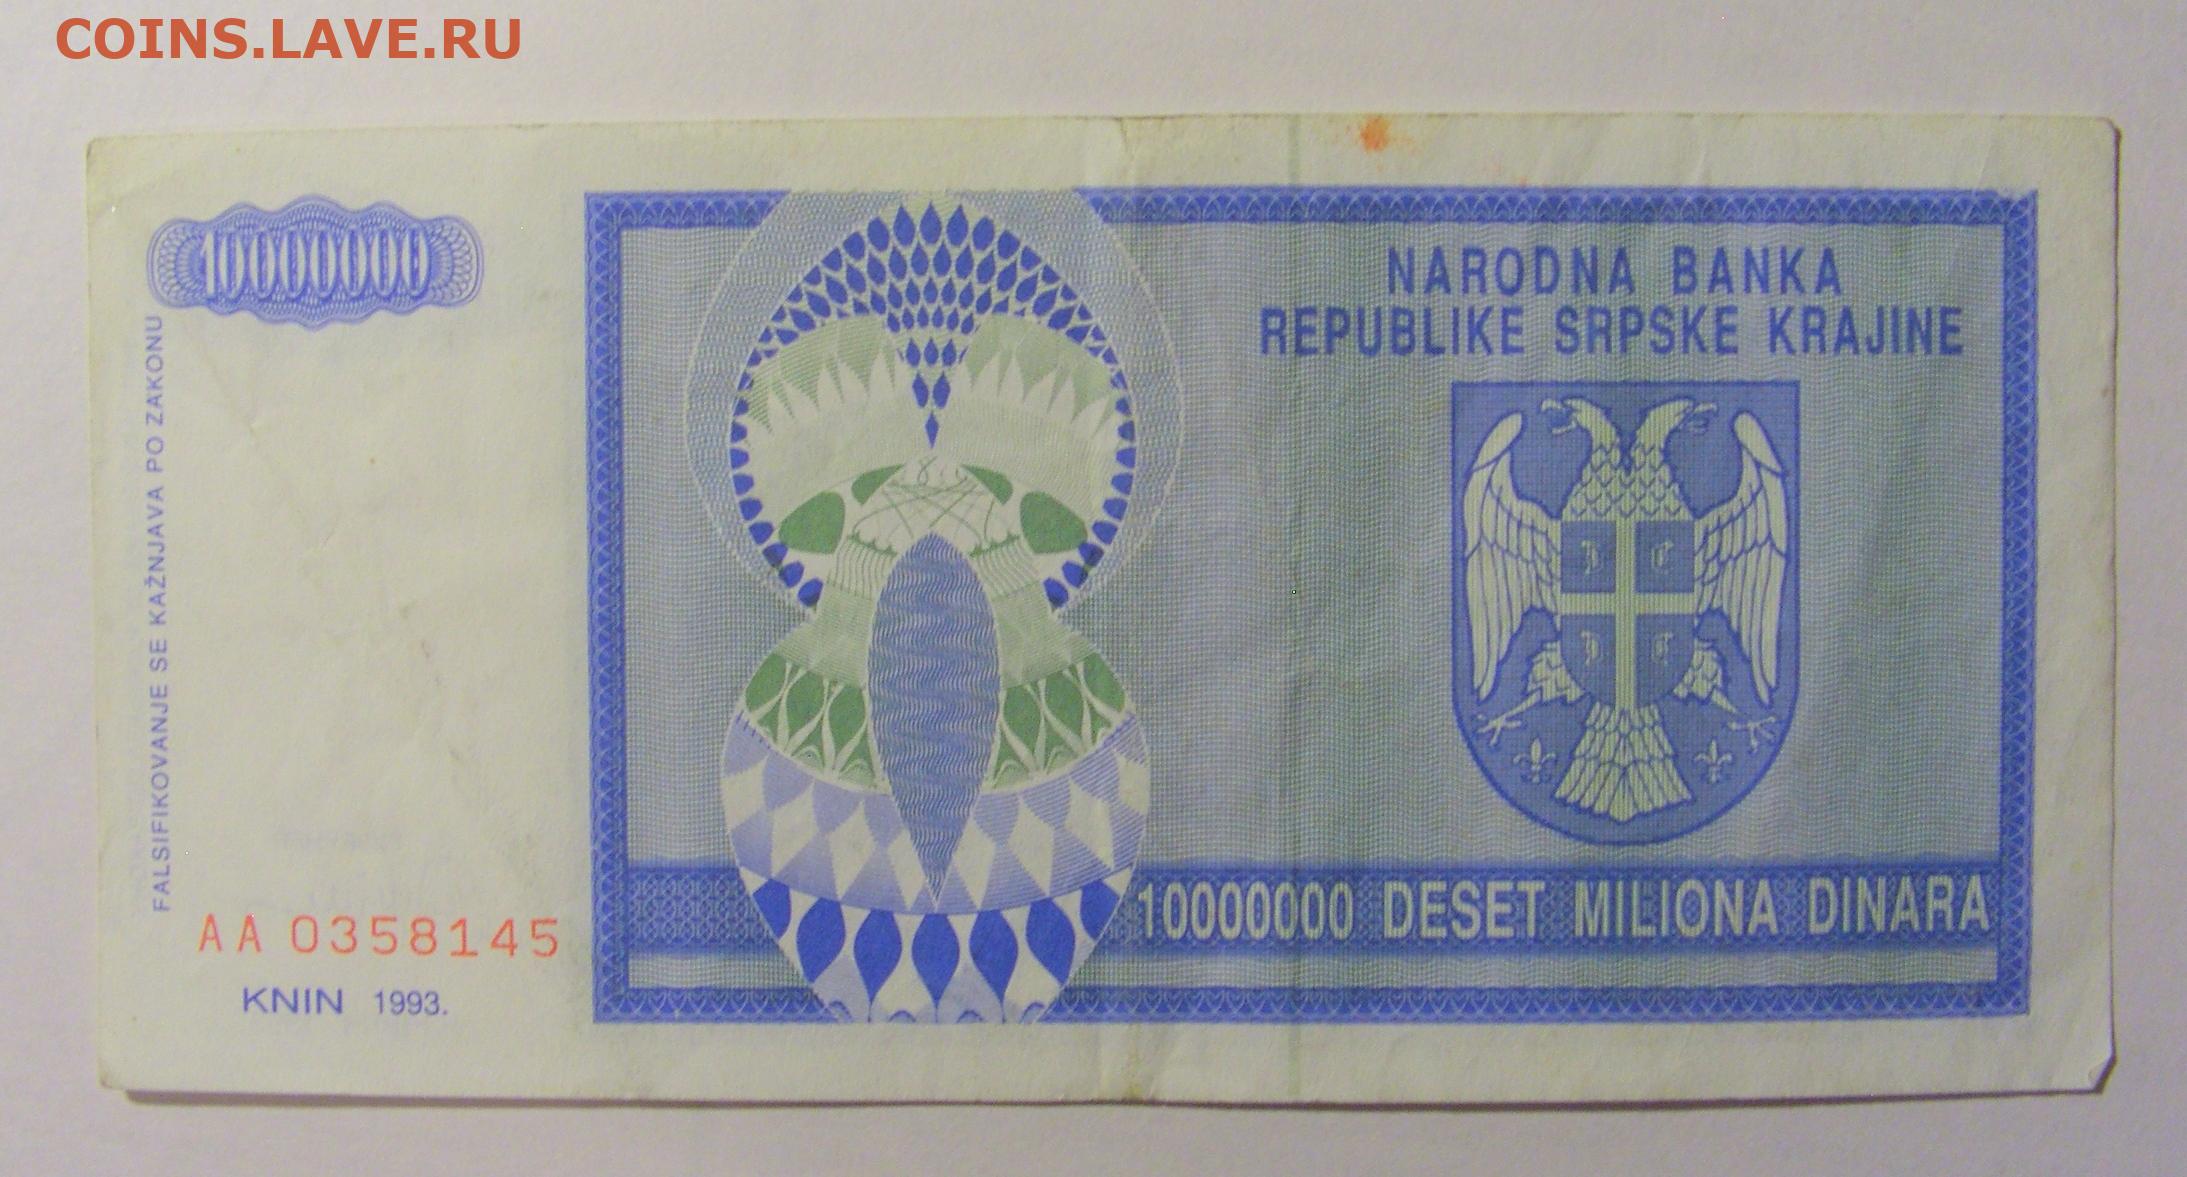 COINS.LAVE.RU
10000000
FALSIFIKOVANJE SE KAŽNJAVA PO ZAKONU
AA 0358145
KNIN 1993.
NARODNA BANKA
REPUBLIKE SRPSKE KRAJINE
10000000 DESET MILIONA DINARA